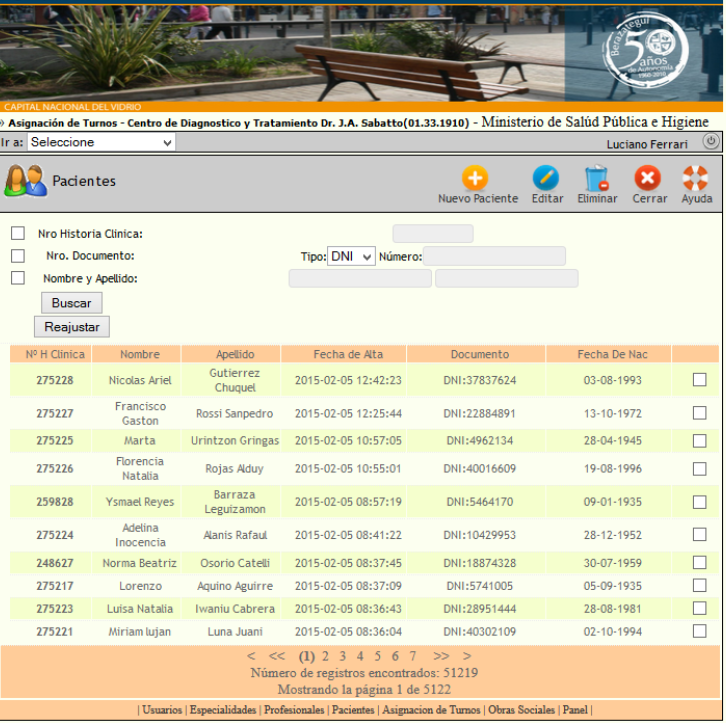 Berazategui
50
años
de Autonomía
1960-2010
CAPITAL NACIONAL DEL VIDRIO
» Asignación de Turnos - Centro de Diagnostico y Tratamiento Dr. J.A. Sabatto(01.33.1910) - Ministerio de Salúd Pública e Higiene
Ir a: Seleccione
Luciano Ferrari
Pacientes
Nuevo Paciente Editar Eliminar Cerrar Ayuda
Nro Historia Clinica:
Nro. Documento: Tipo: DNI Número:
Nombre y Apellido:
Buscar
Reajustar
Nº H Clinica Nombre Apellido Fecha de Alta Documento Fecha De Nac
275228 Nicolas Ariel Gutierrez Chuquel 2015-02-05 12:42:23 DNI:37837624 03-08-1993
275227 Francisco Gaston Rossi Sanpedro 2015-02-05 12:25:44 DNI:22884891 13-10-1972
275225 Marta Urintzon Gringas 2015-02-05 10:57:05 DNI:4962134 28-04-1945
275226 Florencia Natalia Rojas Alduy 2015-02-05 10:55:01 DNI:40016609 19-08-1996
259828 Ysmael Reyes Barraza Leguizamon 2015-02-05 08:57:19 DNI:5464170 09-01-1935
275224 Adelina Inocencia Alanis Rafaul 2015-02-05 08:41:22 DNI:10429953 28-12-1952
248627 Norma Beatriz Osorio Catelli 2015-02-05 08:37:45 DNI:18874328 30-07-1959
275217 Lorenzo Aquino Aguirre 2015-02-05 08:37:09 DNI:5741005 05-09-1935
275223 Luisa Natalia Iwaniu Cabrera 2015-02-05 08:36:43 DNI:28951444 28-08-1981
275221 Miriam lujan Luna Juani 2015-02-05 08:36:04 DNI:40302109 02-10-1994
< << (1) 2 3 4 5 6 7 >> >
Número de registros encontrados: 51219
Mostrando la página 1 de 5122
| Usuarios | Especialidades | Profesionales | Pacientes | Asignacion de Turnos | Obras Sociales | Panel |